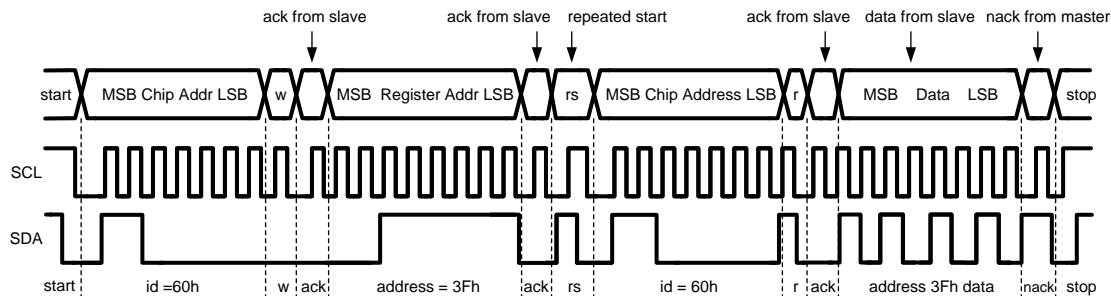 ack from slave ack from slave repeated start ack from slave data from slave nack from master
start MSB Chip Addr LSB w MSB Register Addr LSB rs MSB Chip Address LSB r MSB Data LSB stop
SCL
SDA
start id =60h w ack address = 3Fh ack rs id = 60h r ack address 3Fh data nack stop